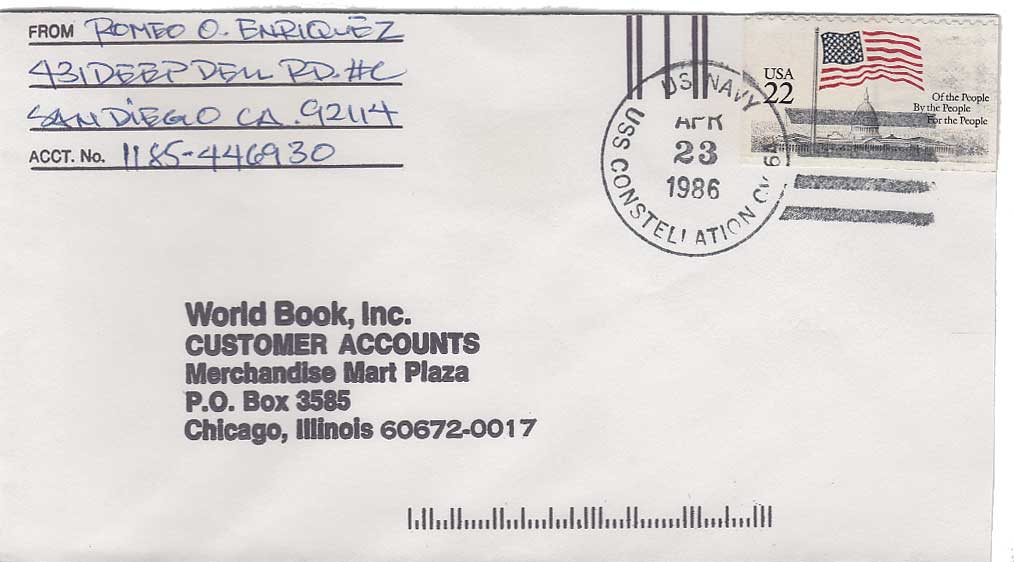 FROM ROMEO O. ENRIQUEZ
431 DEEP DELL RD. #C
SAN DIEGO CA. 92114
ACCT. No. 1185-446930
US NAVY
USS CONSTELLATION CV 64
APR
23
1986
USA
22
Of the People
By the People
For the People
World Book, Inc.
CUSTOMER ACCOUNTS
Merchandise Mart Plaza
P.O. Box 3585
Chicago, Illinois 60672-0017